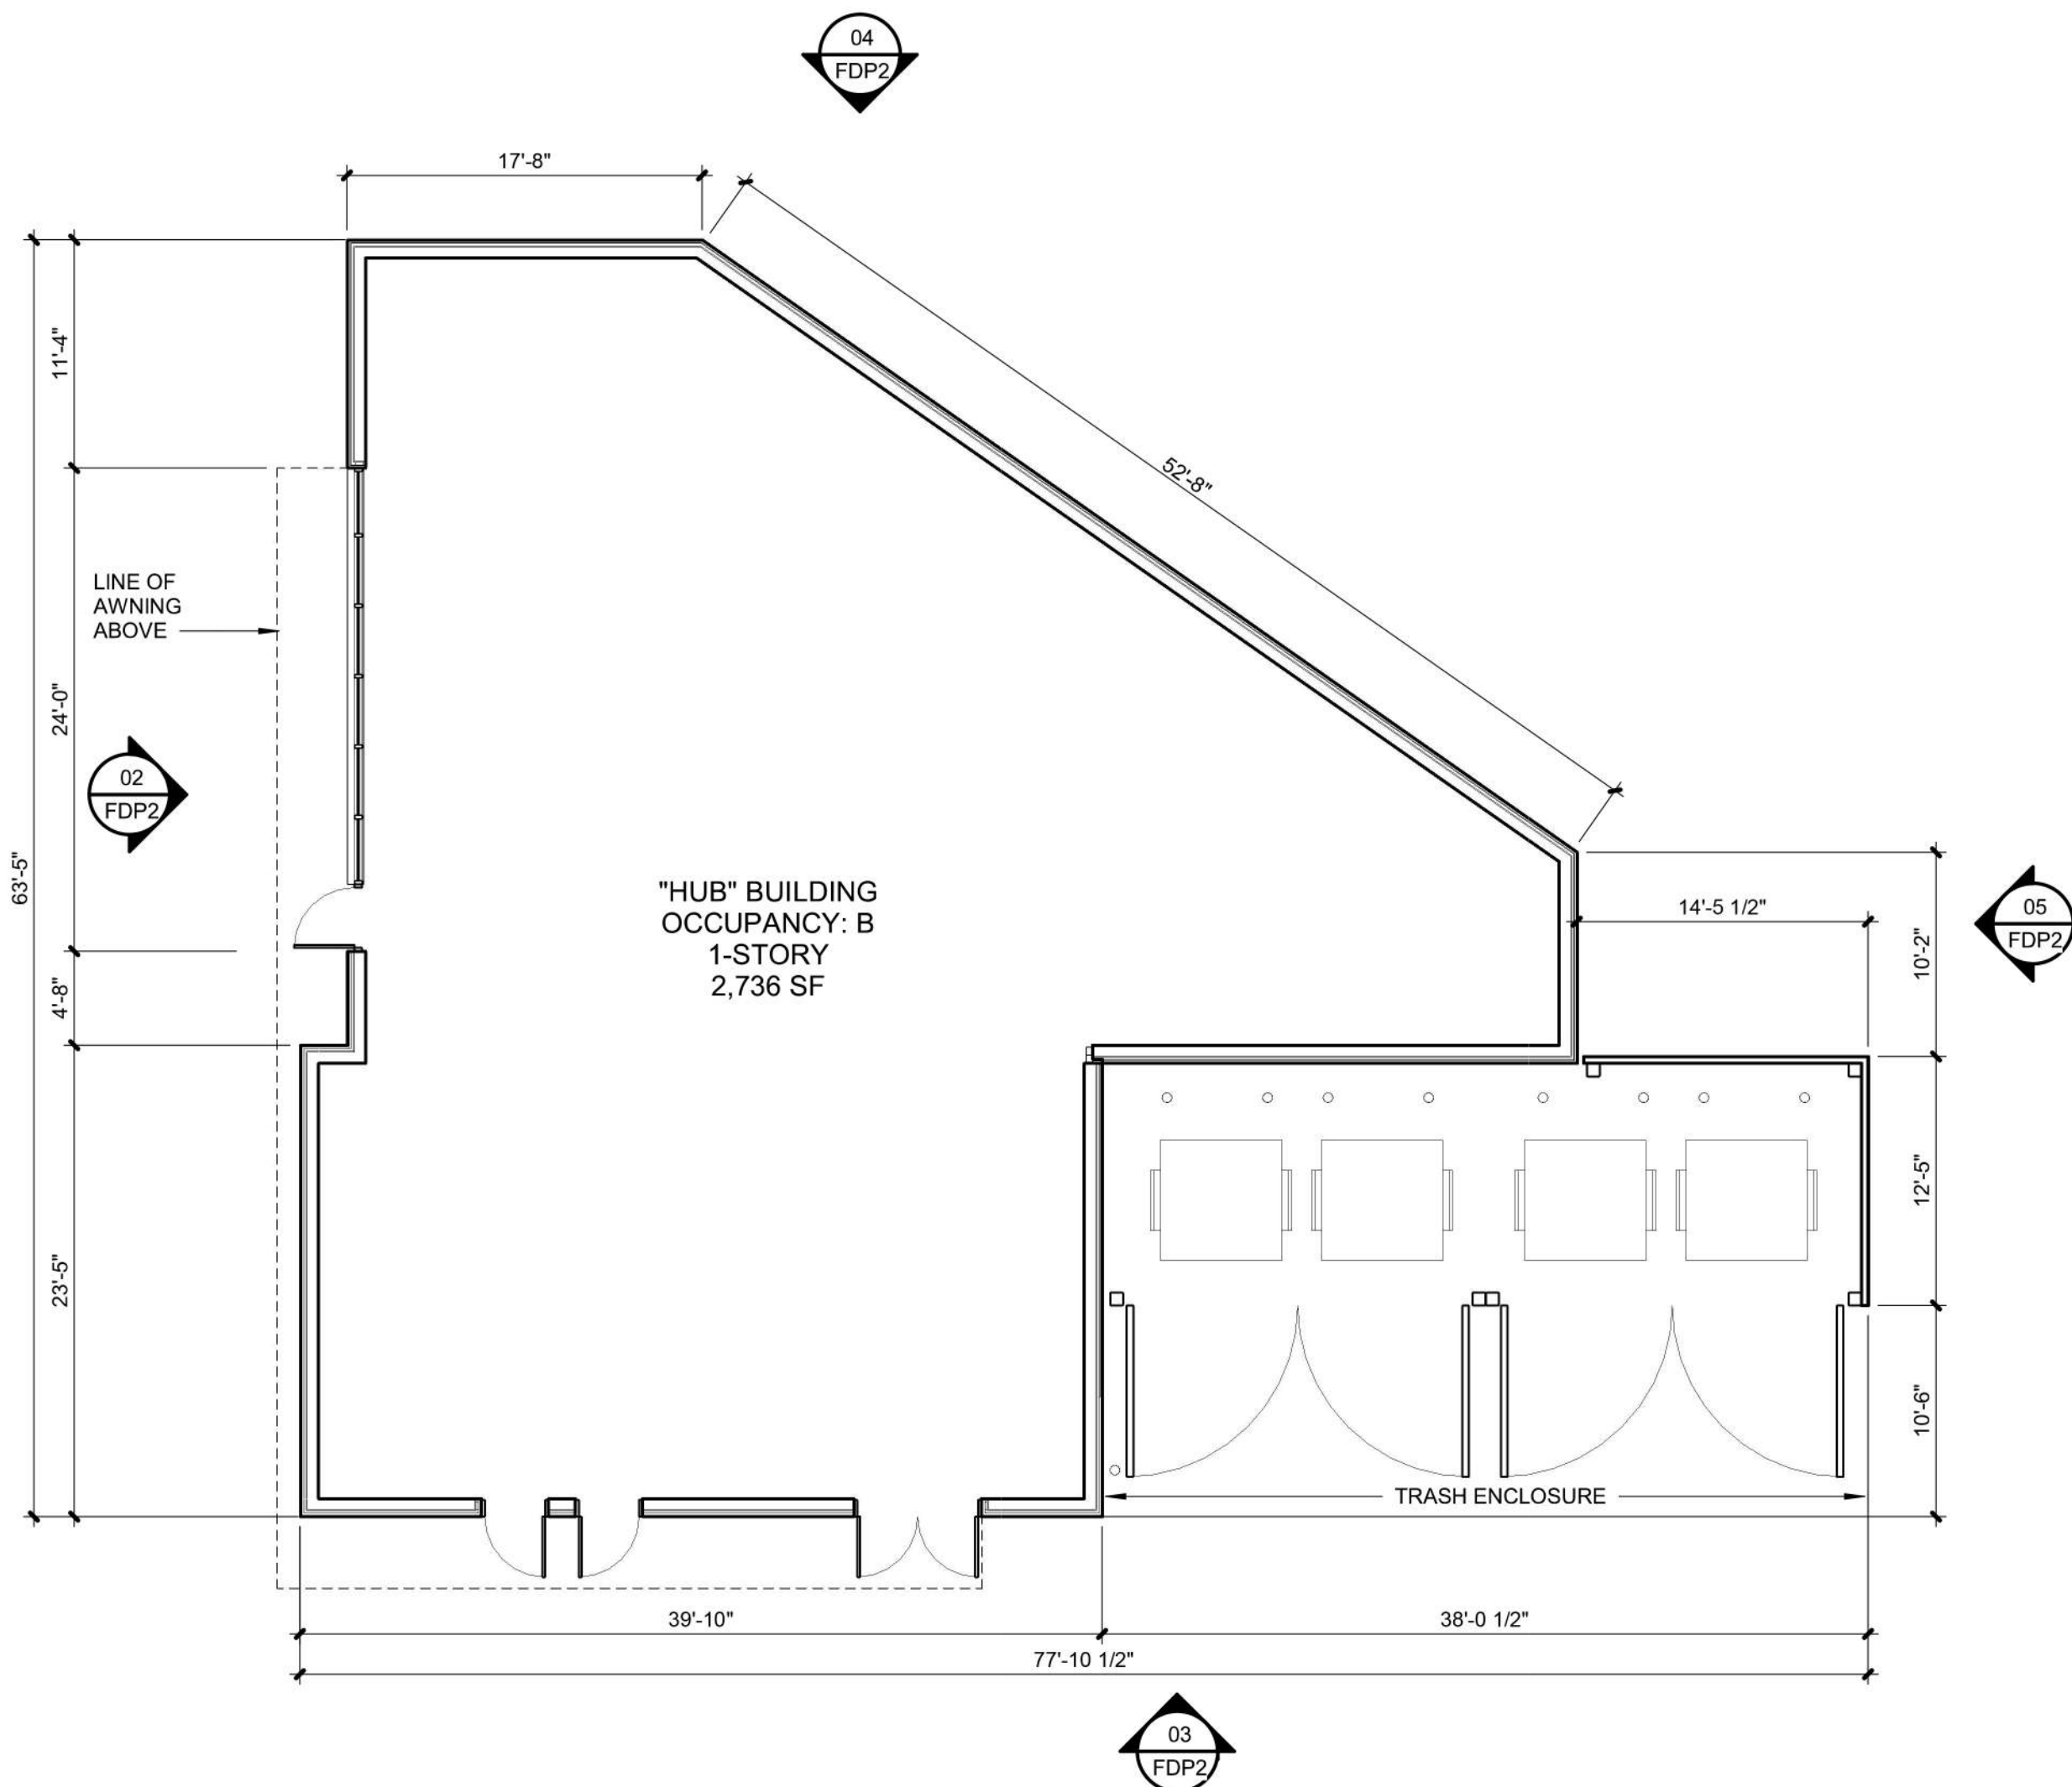 04
FDP2
17'-8"
11'-4"
52'-8"
LINE OF
AWNING
ABOVE
24'-0"
02
FDP2
63'-5"
"HUB" BUILDING
OCCUPANCY: B
1-STORY
2,736 SF
14'-5 1/2"
10'-2"
05
FDP2
4'-8"
12'-5"
23'-5"
10'-6"
TRASH ENCLOSURE
39'-10"
38'-0 1/2"
77'-10 1/2"
03
FDP2